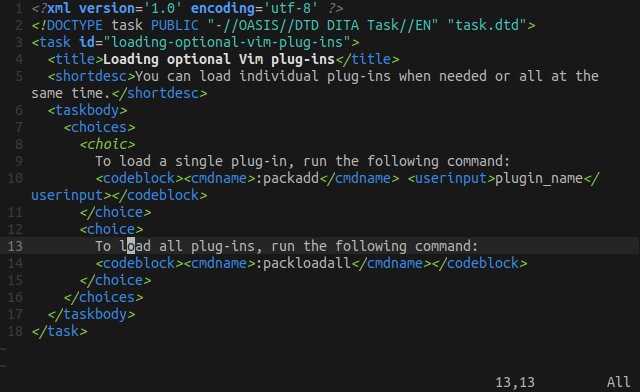 1 <?xml version='1.0' encoding='utf-8' ?>
2 <!DOCTYPE task PUBLIC "-//OASIS//DTD DITA Task//EN" "task.dtd">
3 <task id="loading-optional-vim-plug-ins">
4   <title>Loading optional Vim plug-ins</title>
5   <shortdesc>You can load individual plug-ins when needed or all at the
same time.</shortdesc>
6   <taskbody>
7     <choices>
8       <choic>
9         To load a single plug-in, run the following command:
10         <codeblock><cmdname>:packadd</cmdname> <userinput>plugin_name</
userinput></codeblock>
11       </choice>
12       <choice>
13         To load all plug-ins, run the following command:
14         <codeblock><cmdname>:packloadall</cmdname></codeblock>
15       </choice>
16     </choices>
17   </taskbody>
18 </task>
~
~
13,13 All